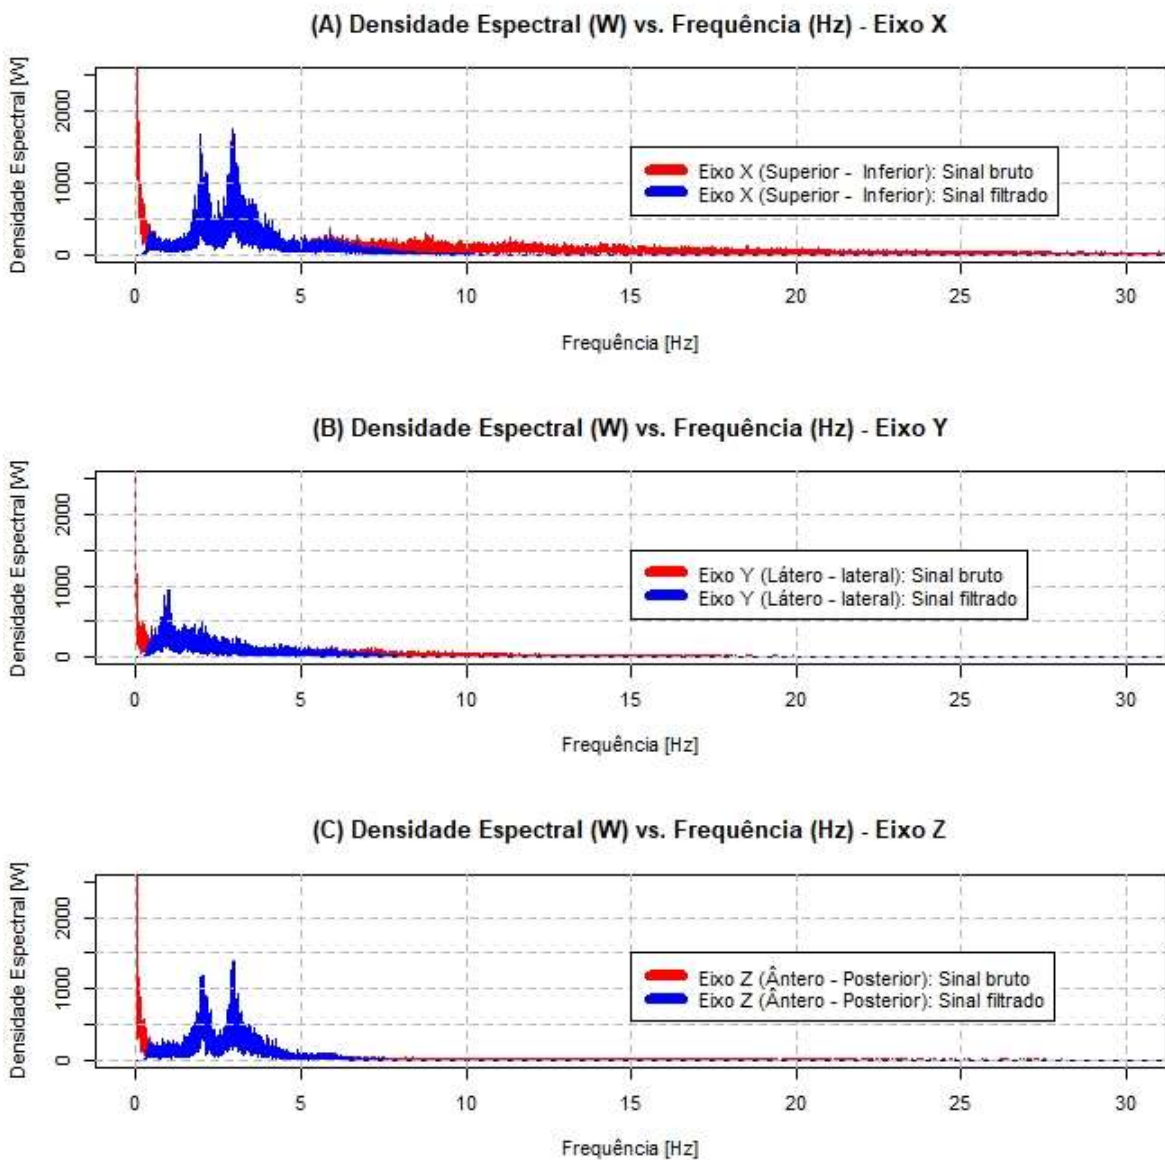 (A) Densidade Espectral (W) vs. Frequência (Hz) - Eixo X
Densidade Espectral [W]
2000
1000
0
Eixo X (Superior - Inferior): Sinal bruto
Eixo X (Superior - Inferior): Sinal filtrado
0 5 10 15 20 25 30
Frequência [Hz]
(B) Densidade Espectral (W) vs. Frequência (Hz) - Eixo Y
Densidade Espectral [W]
2000
1000
0
Eixo Y (Látero - lateral): Sinal bruto
Eixo Y (Látero - lateral): Sinal filtrado
0 5 10 15 20 25 30
Frequência [Hz]
(C) Densidade Espectral (W) vs. Frequência (Hz) - Eixo Z
Densidade Espectral [W]
2000
1000
0
Eixo Z (Ântero - Posterior): Sinal bruto
Eixo Z (Ântero - Posterior): Sinal filtrado
0 5 10 15 20 25 30
Frequência [Hz]